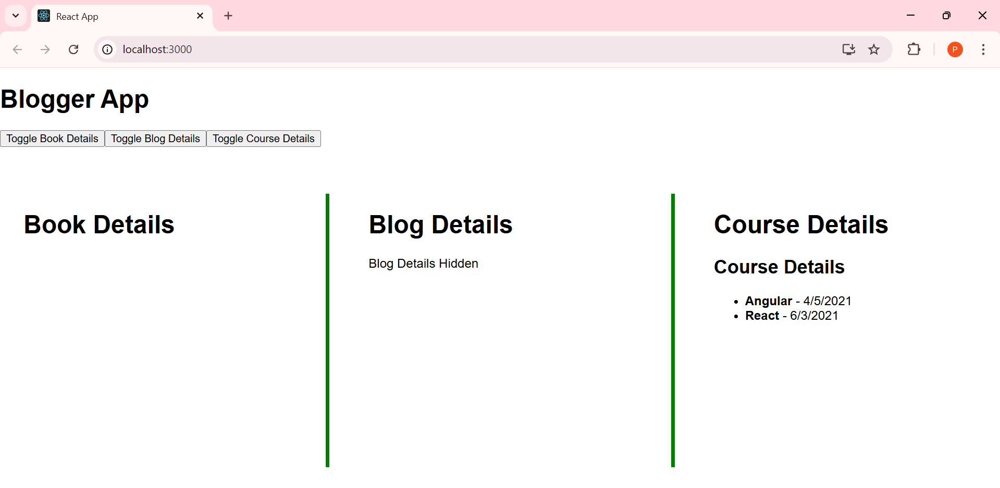 React App
localhost:3000
P
Blogger App
Toggle Book Details Toggle Blog Details Toggle Course Details
Book Details
Blog Details
Blog Details Hidden
Course Details
Course Details
• Angular - 4/5/2021
• React - 6/3/2021